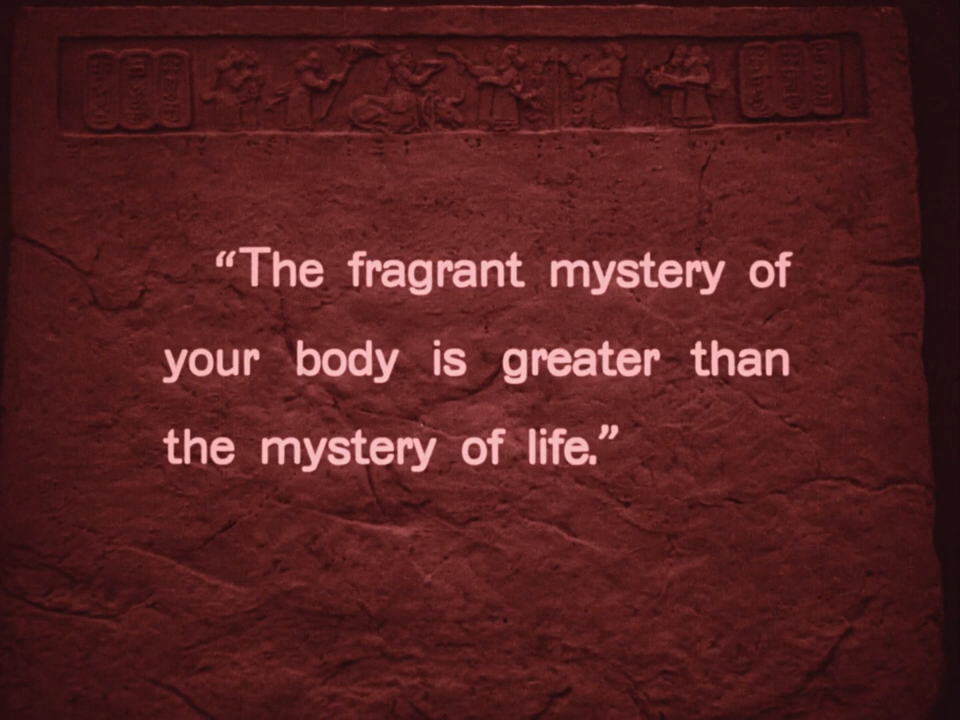 “The fragrant mystery of
your body is greater than
the mystery of life.”